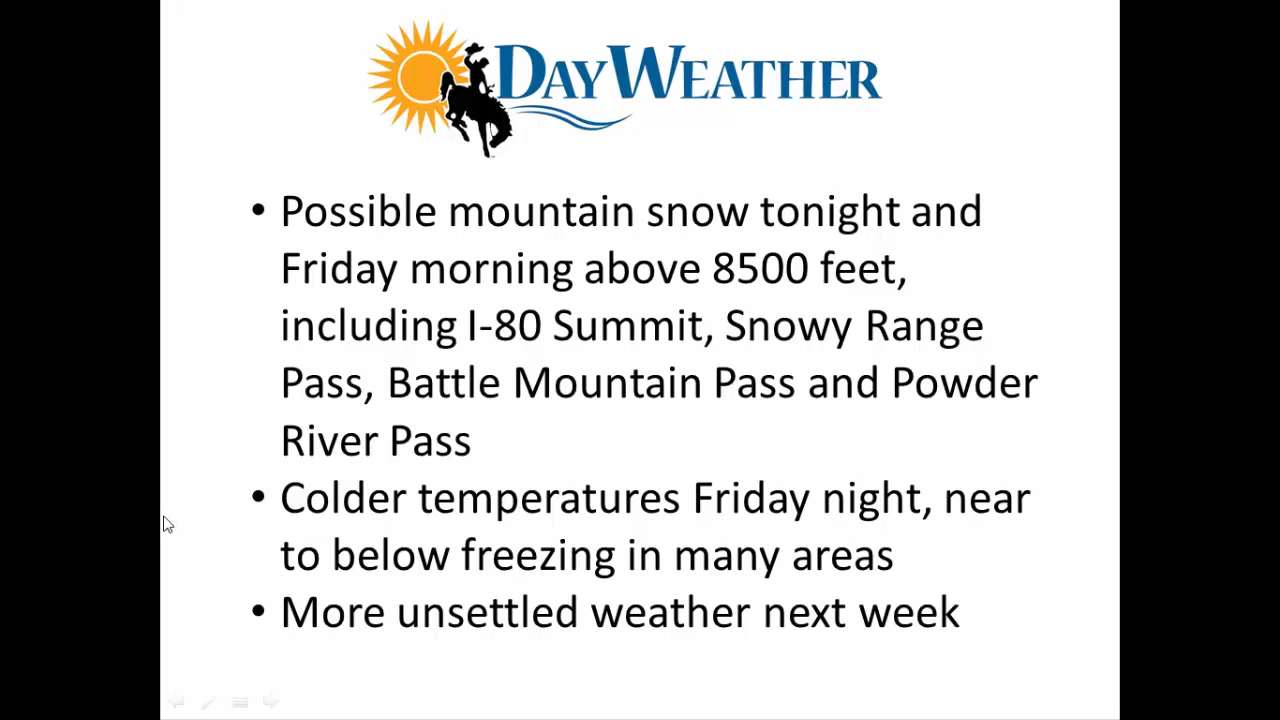 DAYWEATHER
• Possible mountain snow tonight and
Friday morning above 8500 feet,
including I-80 Summit, Snowy Range
Pass, Battle Mountain Pass and Powder
River Pass
• Colder temperatures Friday night, near
to below freezing in many areas
• More unsettled weather next week